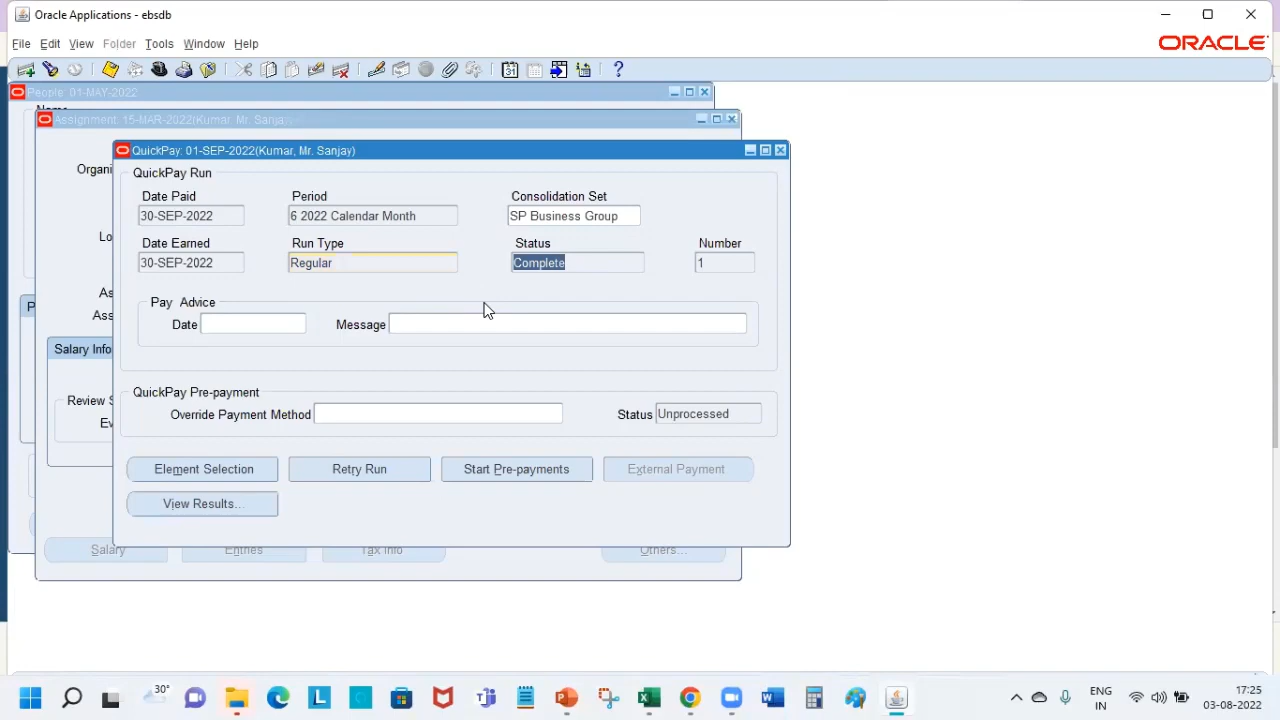 Oracle Applications - ebsdb
File Edit View Folder Tools Window Help
ORACLE
People: 01-MAY-2022
Name
Assignment: 15-MAR-2022(Kumar, Mr. Sanjay)
QuickPay: 01-SEP-2022(Kumar, Mr. Sanjay)
Organi
QuickPay Run
Date Paid Period Consolidation Set
30-SEP-2022 6 2022 Calendar Month SP Business Group
Lo
Date Earned Run Type Status Number
30-SEP-2022 Regular Complete 1
As
P
Pay Advice
Ass
Date Message
Salary Info
QuickPay Pre-payment
Review S
Override Payment Method Status Unprocessed
Ev
Element Selection Retry Run Start Pre-payments External Payment
View Results...
Salary Entries Tax Info Others...
30°
ENG
IN
17:25
03-08-2022